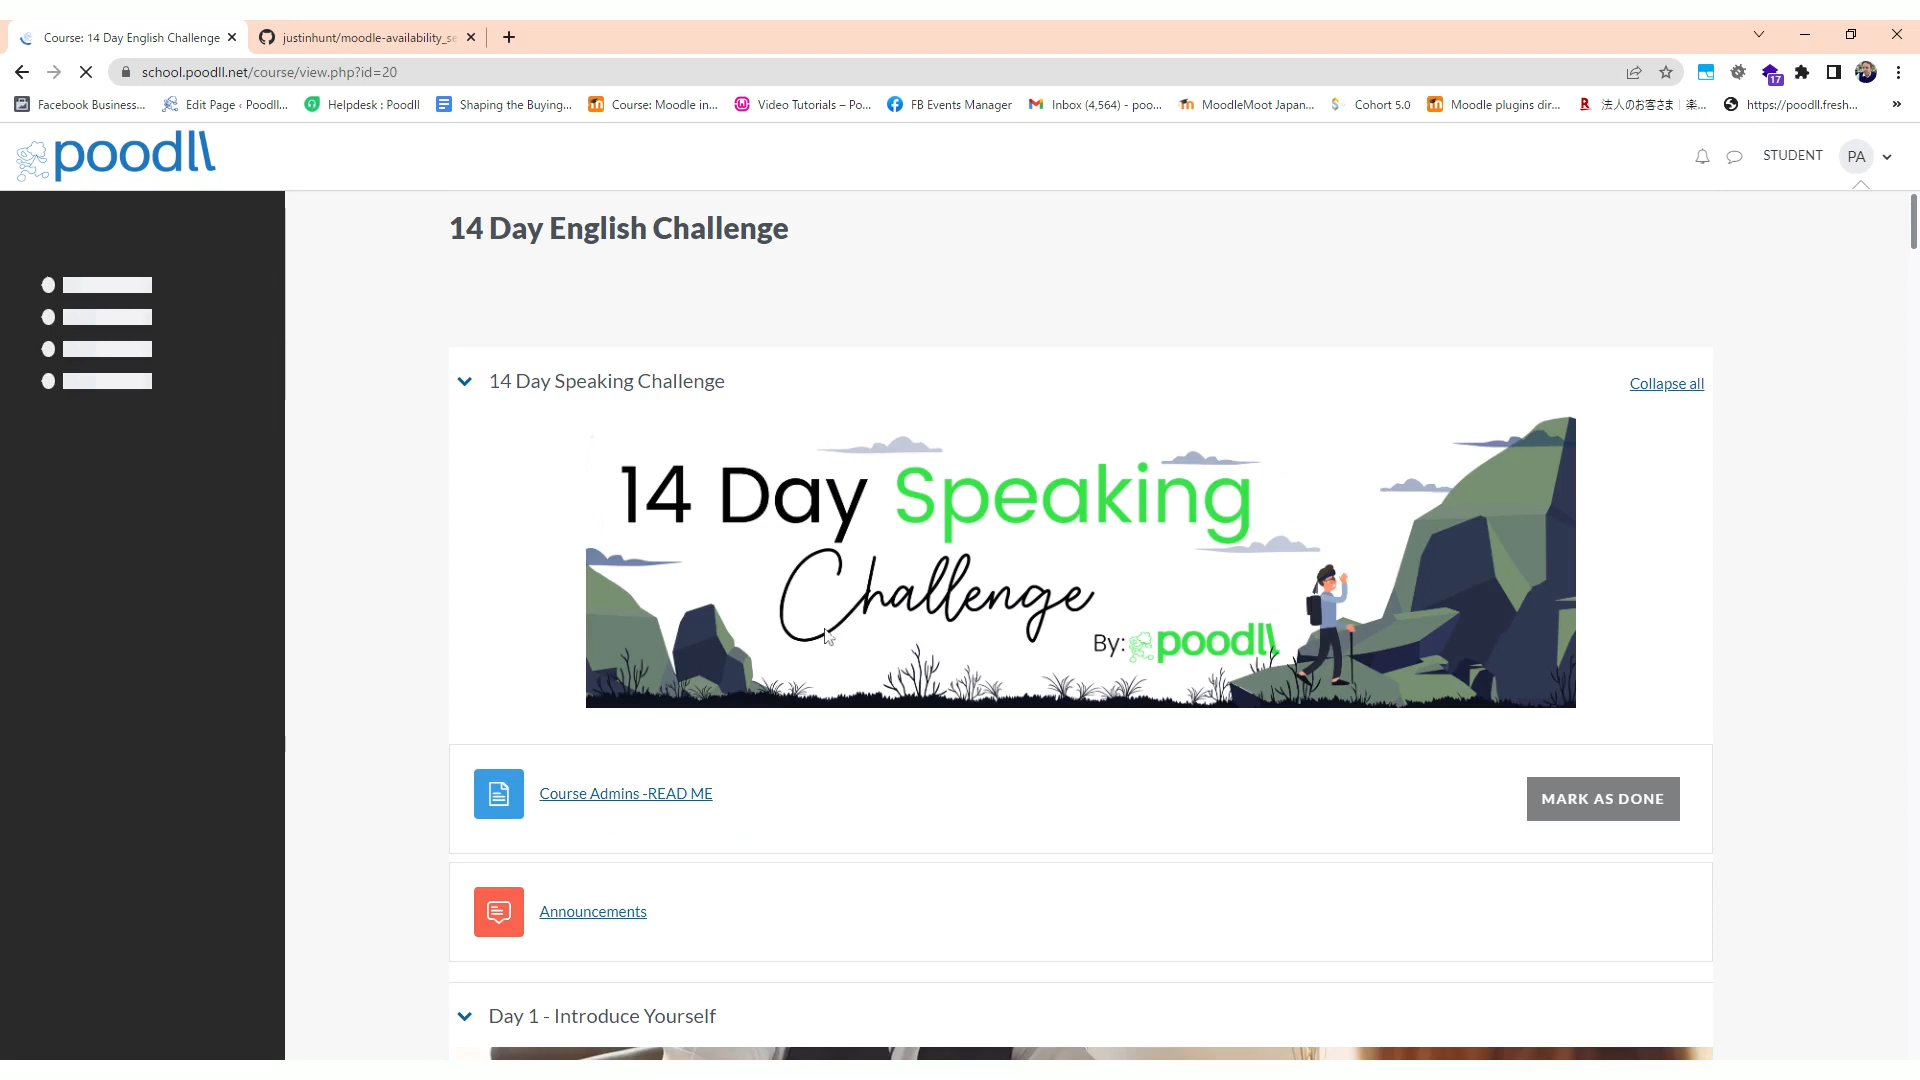 Course: 14 Day English Challenge
justinhunt/moodle-availability_se
school.poodll.net/course/view.php?id=20
17
Facebook Business...
Edit Page ‹ Poodll...
Helpdesk : Poodll
Shaping the Buying...
Course: Moodle in...
Video Tutorials – Po...
FB Events Manager
Inbox (4,564) - poo...
MoodleMoot Japan...
Cohort 5.0
Moodle plugins dir...
法人のお客さま | 楽...
https://poodll.fresh...
»
poodll
STUDENT
PA
14 Day English Challenge
14 Day Speaking Challenge
Collapse all
14 Day Speaking
Challenge
By: poodll
Course Admins -READ ME
MARK AS DONE
Announcements
Day 1 - Introduce Yourself